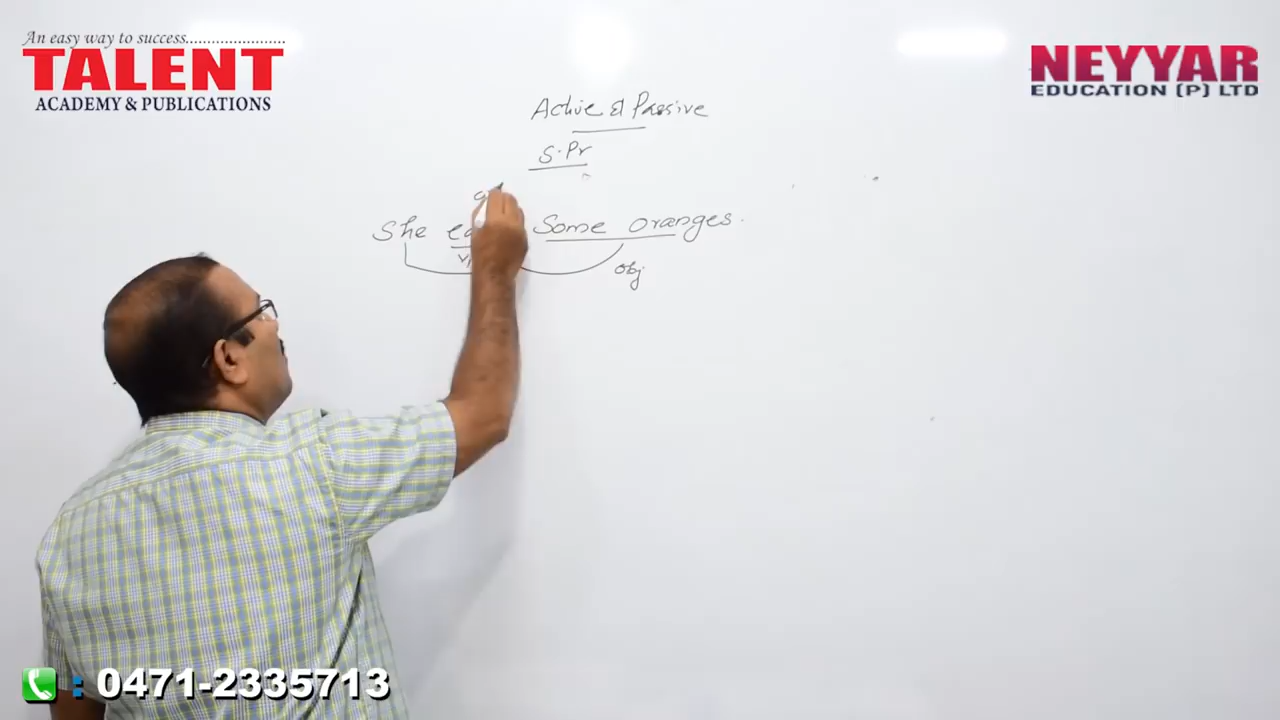 An easy way to success.......................
TALENT
ACADEMY & PUBLICATIONS
NEYYAR
EDUCATION (P) LTD
Active & Passive
S.Pr
She Some oranges.
obj
: 0471-2335713